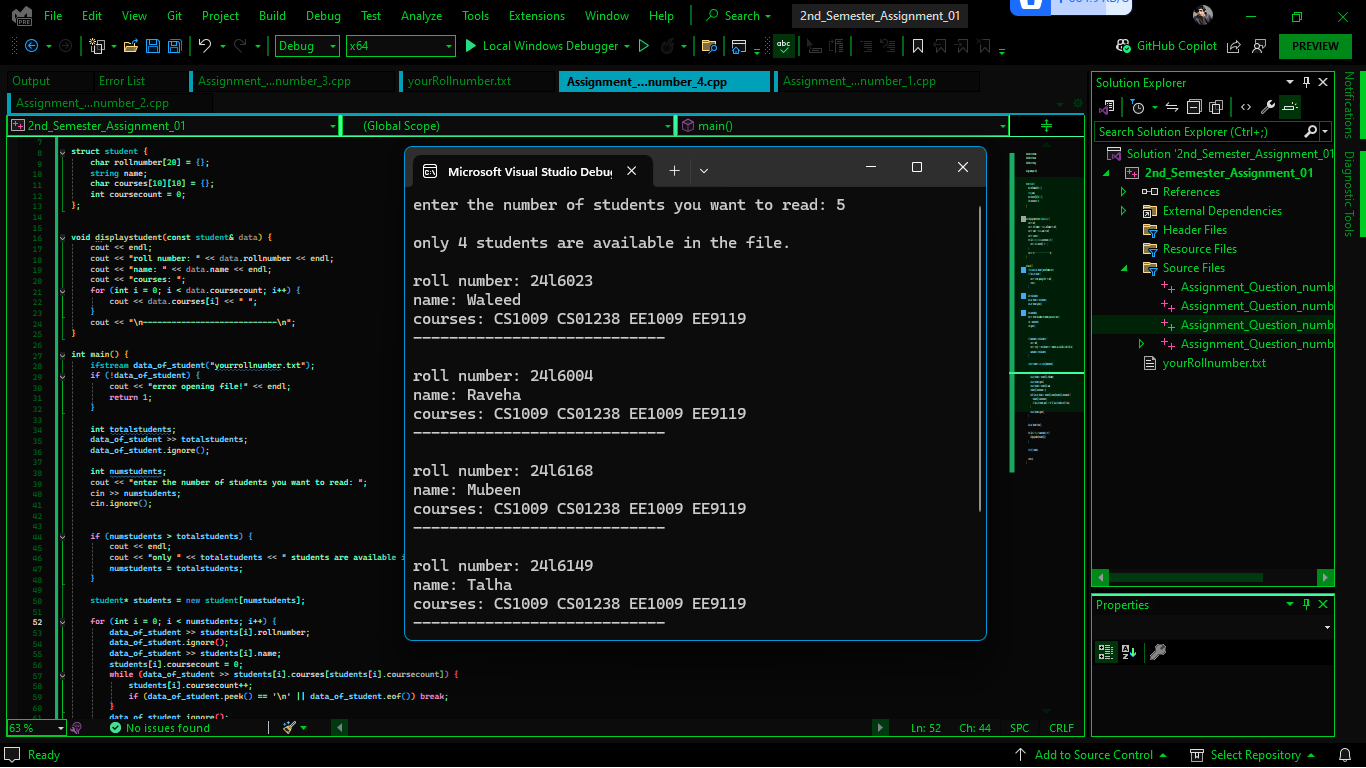 File Edit View Git Project Build Debug Test Analyze Tools Extensions Window Help Search 2nd_Semester_Assignment_01
Debug x64 Local Windows Debugger GitHub Copilot PREVIEW
Output Error List Assignment_...number_3.cpp yourRollnumber.txt Assignment_...number_4.cpp Assignment_...number_1.cpp
Assignment_...number_2.cpp
2nd_Semester_Assignment_01 (Global Scope) main()
struct student {
char rollnumber[20] = {};
string name;
char courses[10][10] = {};
int coursecount = 0;
};
void displaystudent(const student& data) {
cout << endl;
cout << "roll number: " << data.rollnumber << endl;
cout << "name: " << data.name << endl;
cout << "courses: ";
for (int i = 0; i < data.coursecount; i++) {
cout << data.courses[i] << " ";
}
cout << "\n----------------------------\n";
}
int main() {
ifstream data_of_student("yourrollnumber.txt");
if (!data_of_student) {
cout << "error opening file!" << endl;
return 1;
}
int totalstudents;
data_of_student >> totalstudents;
data_of_student.ignore();
int numstudents;
cout << "enter the number of students you want to read: ";
cin >> numstudents;
cin.ignore();
if (numstudents > totalstudents) {
cout << endl;
cout << "only " << totalstudents << " students are available i
numstudents = totalstudents;
}
student* students = new student[numstudents];
52 for (int i = 0; i < numstudents; i++) {
data_of_student >> students[i].rollnumber;
data_of_student.ignore();
data_of_student >> students[i].name;
students[i].coursecount = 0;
while (data_of_student >> students[i].courses[students[i].coursecount]) {
students[i].coursecount++;
if (data_of_student.peek() == '\n' || data_of_student.eof()) break;
}
data_of_student.ignore();
Microsoft Visual Studio Debug
enter the number of students you want to read: 5
only 4 students are available in the file.
roll number: 24l6023
name: Waleed
courses: CS1009 CS01238 EE1009 EE9119
----------------------------
roll number: 24l6004
name: Raveha
courses: CS1009 CS01238 EE1009 EE9119
----------------------------
roll number: 24l6168
name: Mubeen
courses: CS1009 CS01238 EE1009 EE9119
----------------------------
roll number: 24l6149
name: Talha
courses: CS1009 CS01238 EE1009 EE9119
----------------------------
Solution Explorer
Search Solution Explorer (Ctrl+;)
Solution '2nd_Semester_Assignment_01
2nd_Semester_Assignment_01
References
External Dependencies
Header Files
Resource Files
Source Files
Assignment_Question_numb
Assignment_Question_numb
Assignment_Question_numb
Assignment_Question_numb
yourRollnumber.txt
Properties
Notifications
Diagnostic Tools
63 % No issues found Ln: 52 Ch: 44 SPC CRLF
Ready Add to Source Control Select Repository